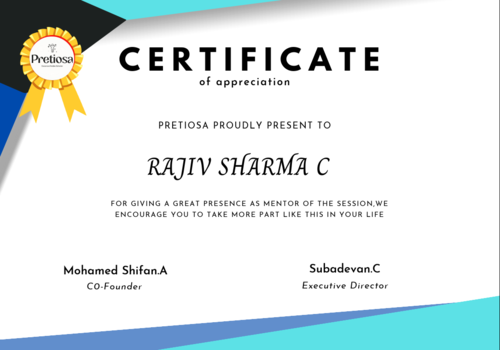 Pretiosa
CERTIFICATE
of appreciation
PRETIOSA PROUDLY PRESENT TO
RAJIV SHARMA C
FOR GIVING A GREAT PRESENCE AS MENTOR OF THE SESSION,WE
ENCOURAGE YOU TO TAKE MORE PART LIKE THIS IN YOUR LIFE
Mohamed Shifan.A
CO-Founder
Subadevan.C
Executive Director